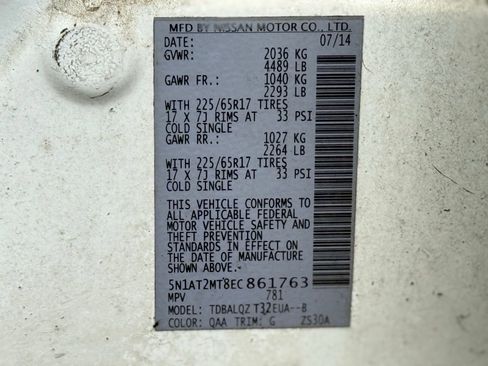 MFD BY NISSAN MOTOR CO., LTD.
DATE: 07/14
GVWR: 2036 KG
4489 LB
GAWR FR.: 1040 KG
2293 LB
WITH 225/65R17 TIRES
17 X 7J RIMS AT 33 PSI
COLD SINGLE
GAWR RR.: 1027 KG
2264 LB
WITH 225/65R17 TIRES
17 X 7J RIMS AT 33 PSI
COLD SINGLE
THIS VEHICLE CONFORMS TO
ALL APPLICABLE FEDERAL
MOTOR VEHICLE SAFETY AND
THEFT PREVENTION
STANDARDS IN EFFECT ON THE
DATE OF MANUFACTURE
SHOWN ABOVE.
5N1AT2MT8EC861763
MPV 781
MODEL: TDBALQZ T32EUA--B
COLOR: QAA TRIM: G ZS30A